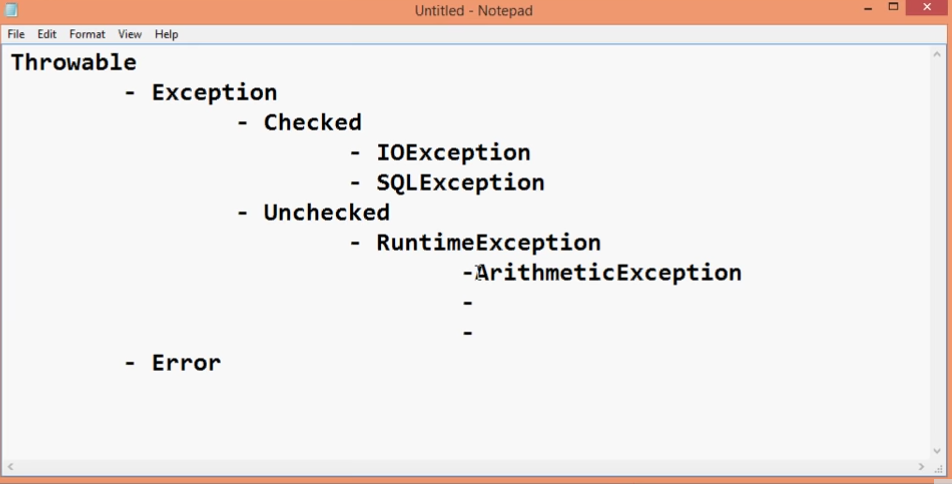 Untitled - Notepad
File Edit Format View Help
Throwable
- Exception
- Checked
- IOException
- SQLException
- Unchecked
- RuntimeException
-ArithmeticException
-
-
- Error